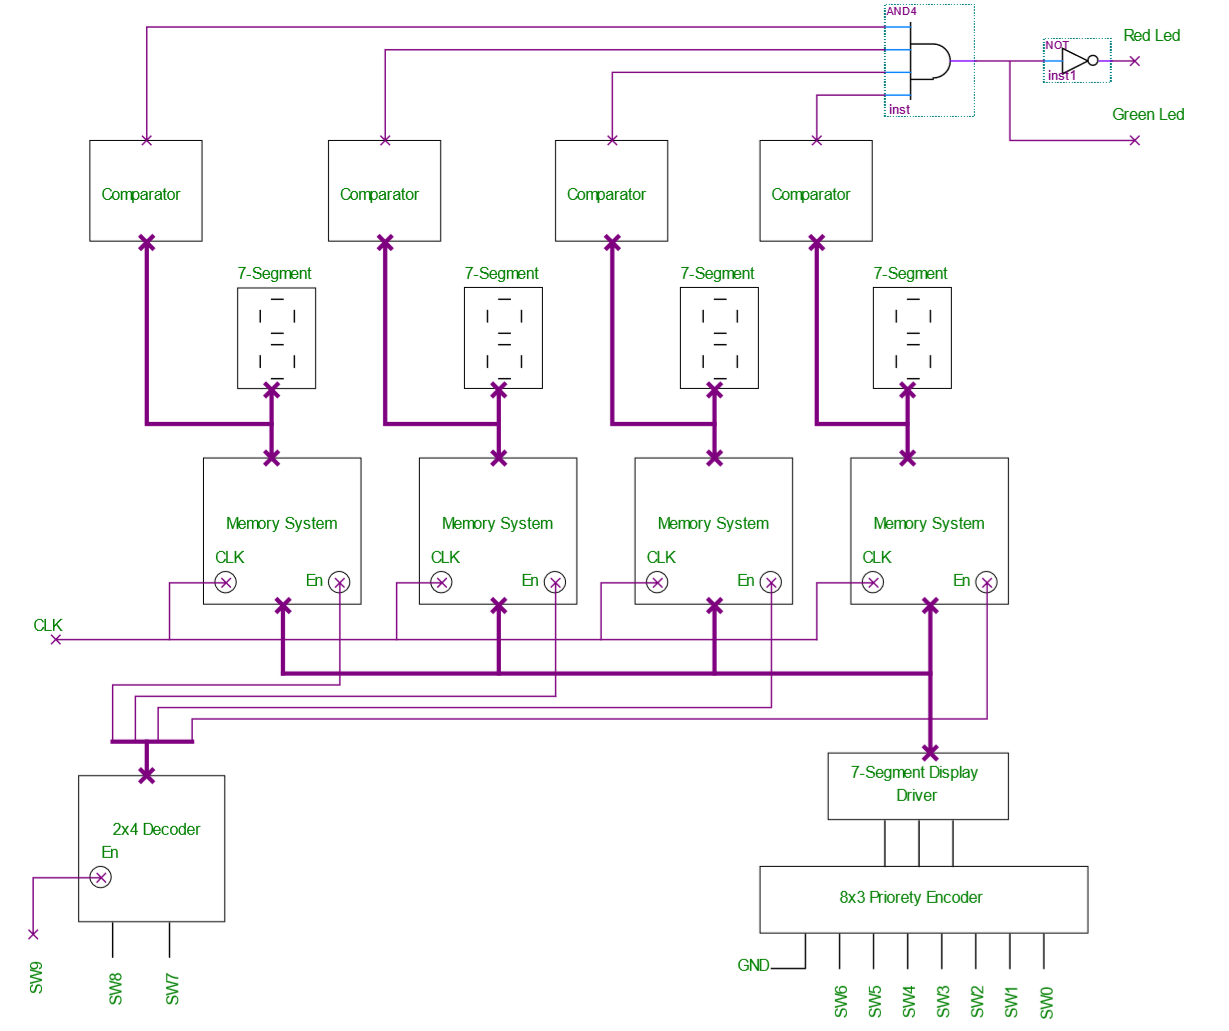 AND4
Red Led
NOT
inst1
inst
Green Led
Comparator Comparator Comparator Comparator
7-Segment 7-Segment 7-Segment 7-Segment
Memory System Memory System Memory System Memory System
CLK CLK CLK CLK
En En En En
CLK
7-Segment Display
Driver
2x4 Decoder
En
8x3 Priorety Encoder
GND
SW9 SW8 SW7 SW6 SW5 SW4 SW3 SW2 SW1 SW0